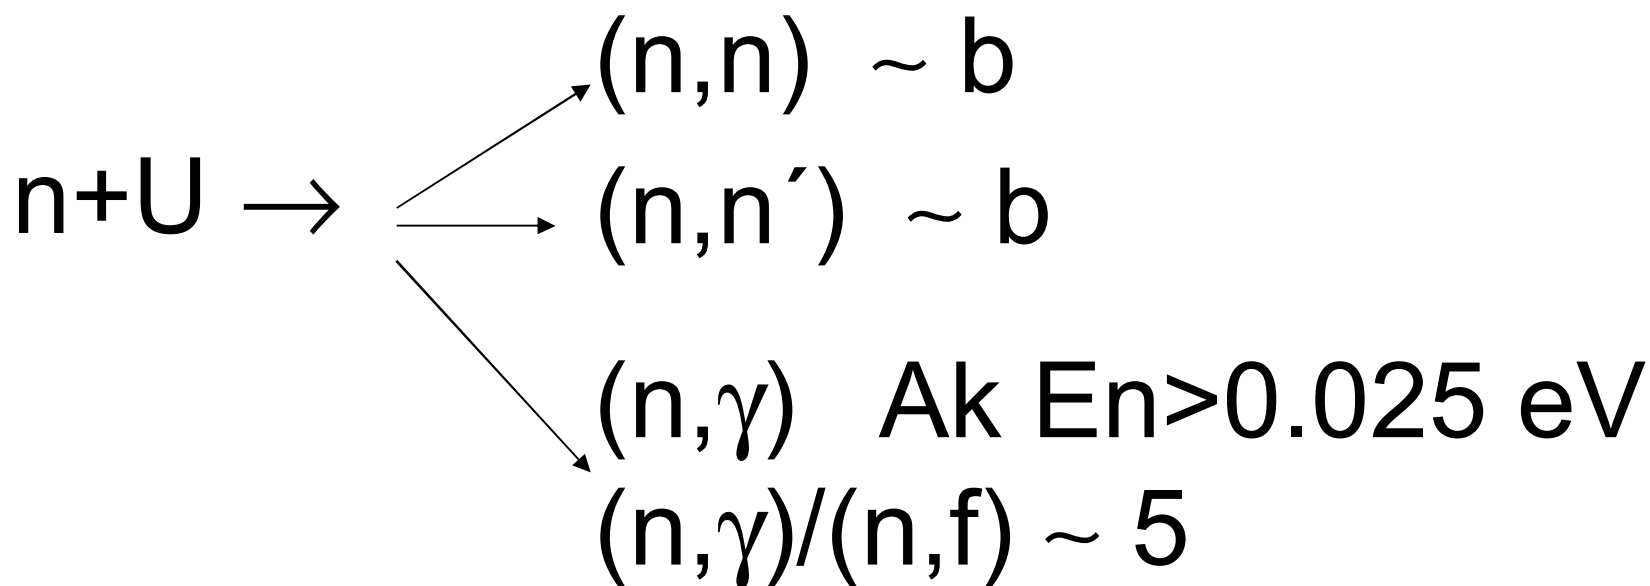 (n,n) ~ b
n+U → (n,n´) ~ b
(n,γ) Ak En>0.025 eV
(n,γ)/(n,f) ~ 5